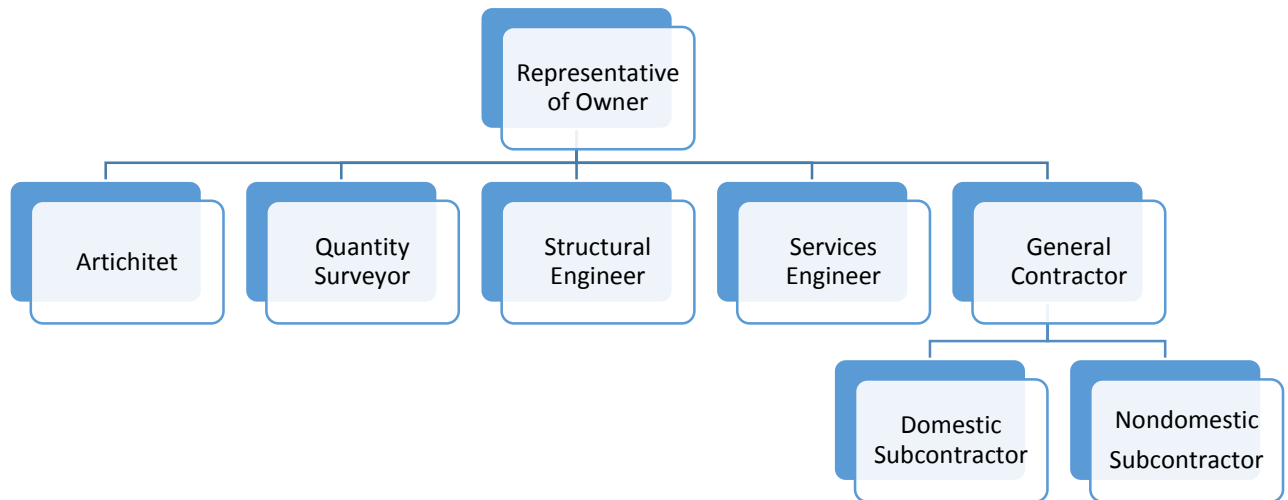 Representative
of Owner
Artichitet
Quantity
Surveyor
Structural
Engineer
Services
Engineer
General
Contractor
Domestic
Subcontractor
Nondomestic
Subcontractor